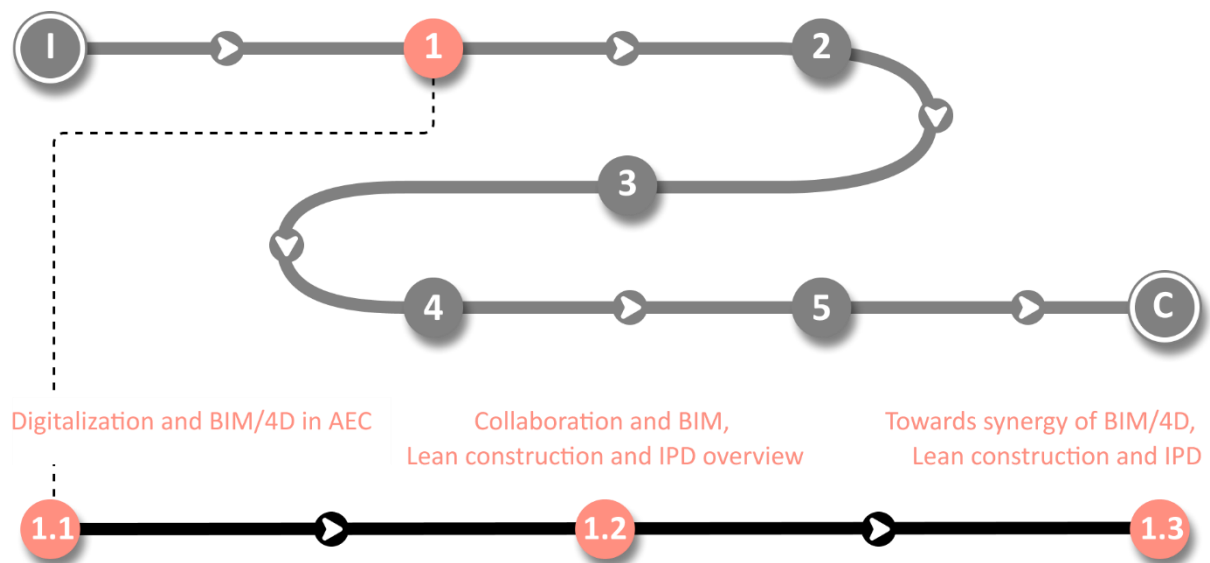 I
1
2
3
4
5
C
Digitalization and BIM/4D in AEC
Collaboration and BIM,
Lean construction and IPD overview
Towards synergy of BIM/4D,
Lean construction and IPD
1.1
1.2
1.3